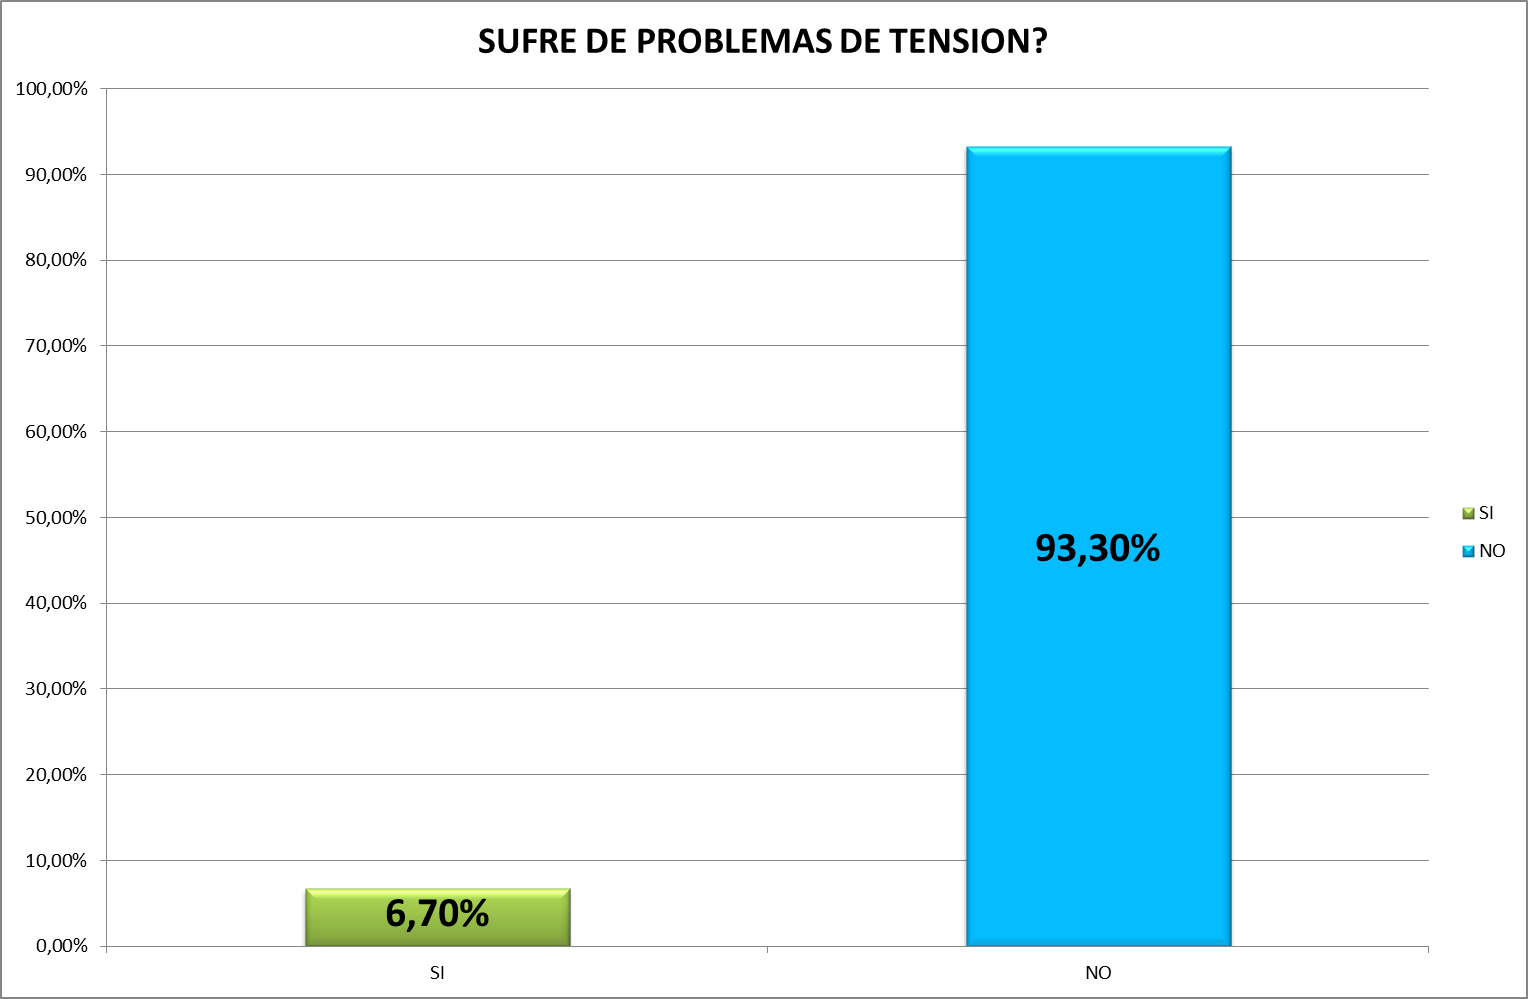 SUFRE DE PROBLEMAS DE TENSION?
100,00%
90,00%
80,00%
70,00%
60,00%
50,00%
40,00%
30,00%
20,00%
10,00%
0,00%
6,70%
93,30%
SI
NO
SI
NO